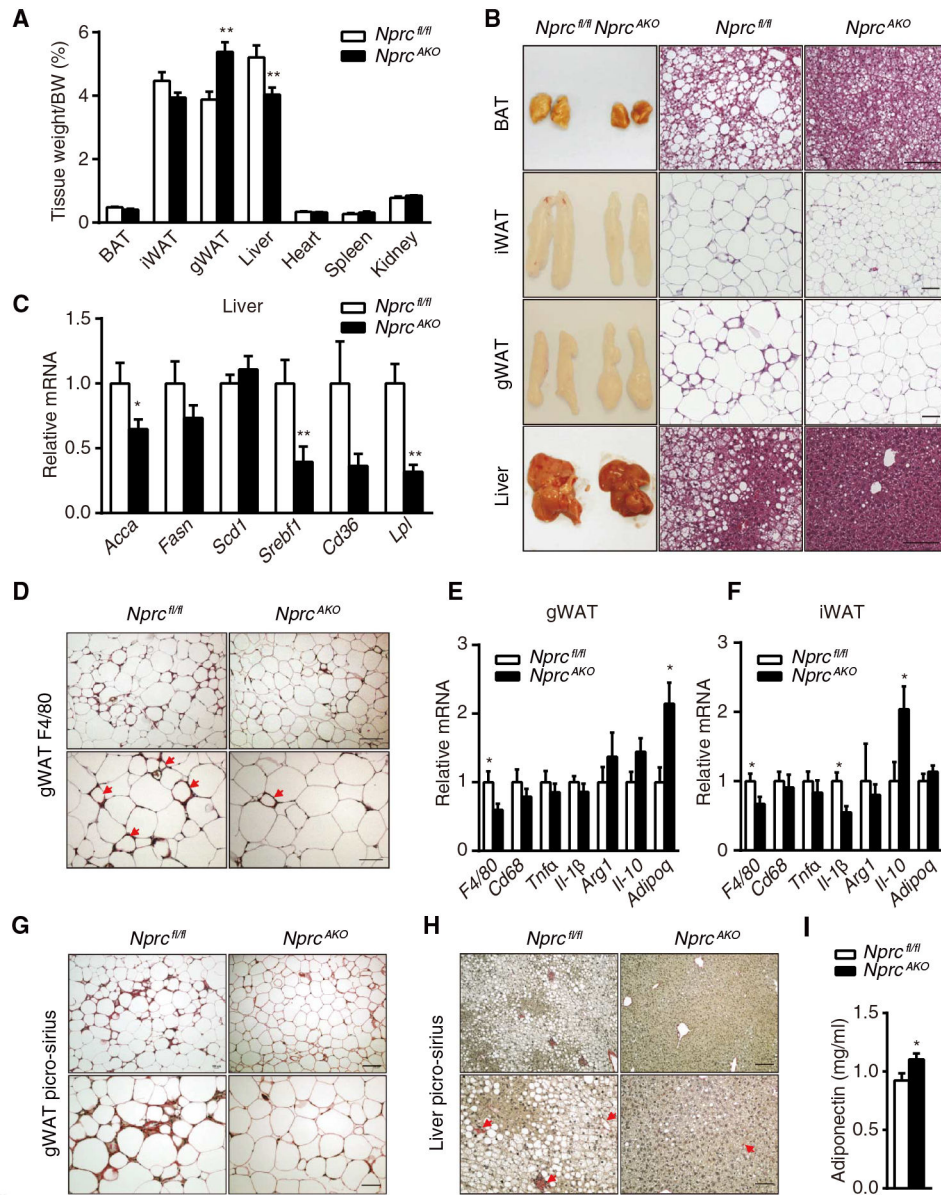 A
Tissue weight/BW (%)
6
4
2
0
**
**
Nprc fl/fl
Nprc AKO
BAT
iWAT
gWAT
Liver
Heart
Spleen
Kidney
B
Nprc fl/fl Nprc AKO
Nprc fl/fl
Nprc AKO
BAT
iWAT
gWAT
Liver
C
Liver
Nprc fl/fl
Nprc AKO
Relative mRNA
1.5
1.0
0.5
0.0
*
**
**
Acca
Fasn
Scd1
Srebf1
Cd36
Lpl
D
Nprc fl/fl
Nprc AKO
gWAT F4/80
E
gWAT
Nprc fl/fl
Nprc AKO
Relative mRNA
3
2
1
0
*
*
F4/80
Cd68
Tnfα
Il-1β
Arg1
Il-10
Adipoq
F
iWAT
Nprc fl/fl
Nprc AKO
Relative mRNA
3
2
1
0
*
*
*
F4/80
Cd68
Tnfα
Il-1β
Arg1
Il-10
Adipoq
G
Nprc fl/fl
Nprc AKO
gWAT picro-sirius
H
Nprc fl/fl
Nprc AKO
Liver picro-sirius
I
Nprc fl/fl
Nprc AKO
Adiponectin (mg/ml)
1.5
1.0
0.5
0.0
*